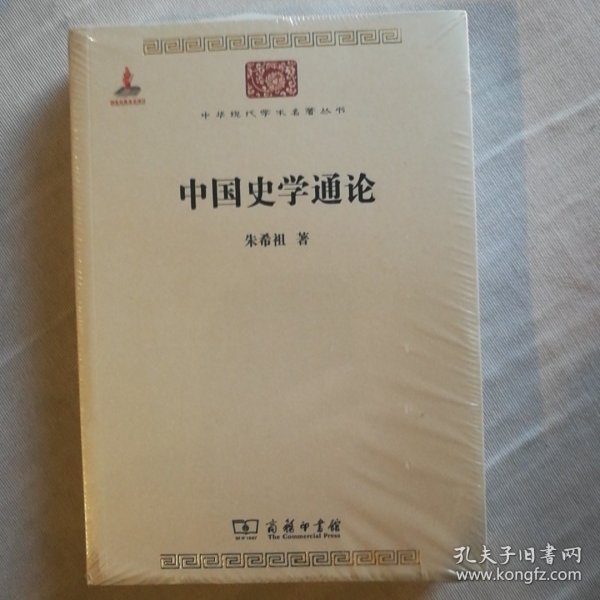 中华现代学术名著丛书
中国史学通论
朱希祖 著
商务印书馆
The Commercial Press
孔夫子旧書网
www.kongfz.com